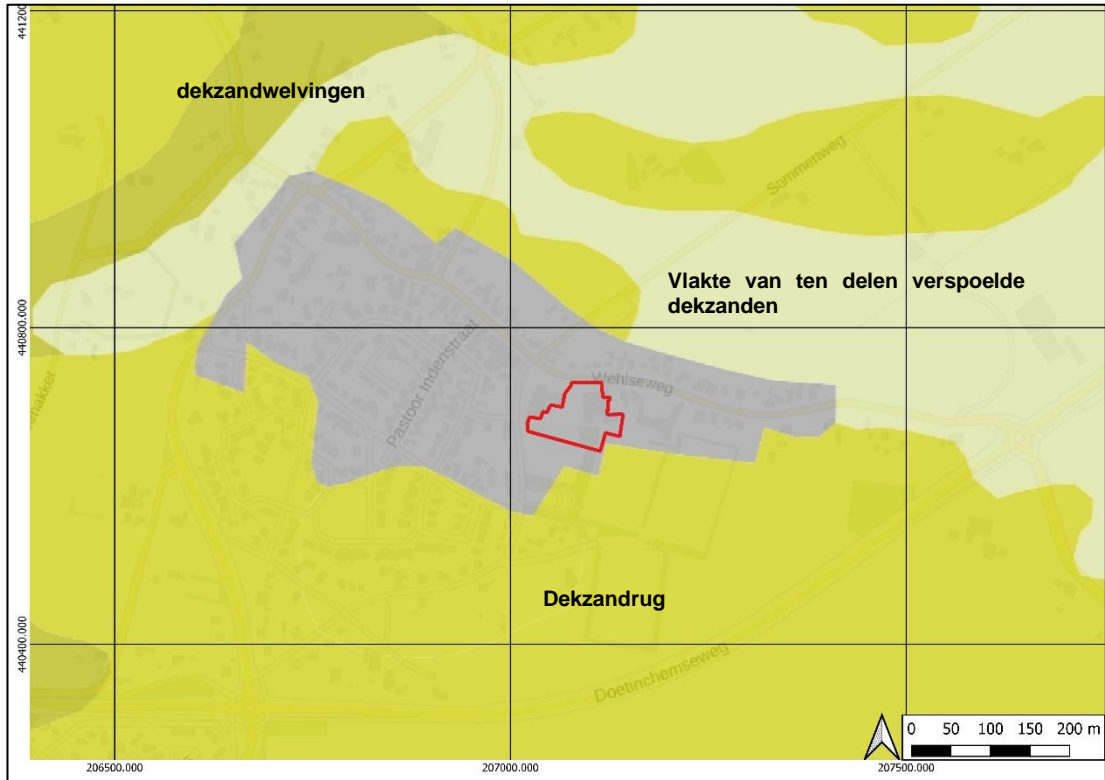 441200
dekzandwelvingen
Sommenweg
Vlakte van ten delen verspoelde
dekzanden
440800.000
Pastoor Indenstraat
Wehlseweg
Dekzandrug
440400.000
Doetinchemseweg
0 50 100 150 200 m
206500.000
207000.000
207500.000